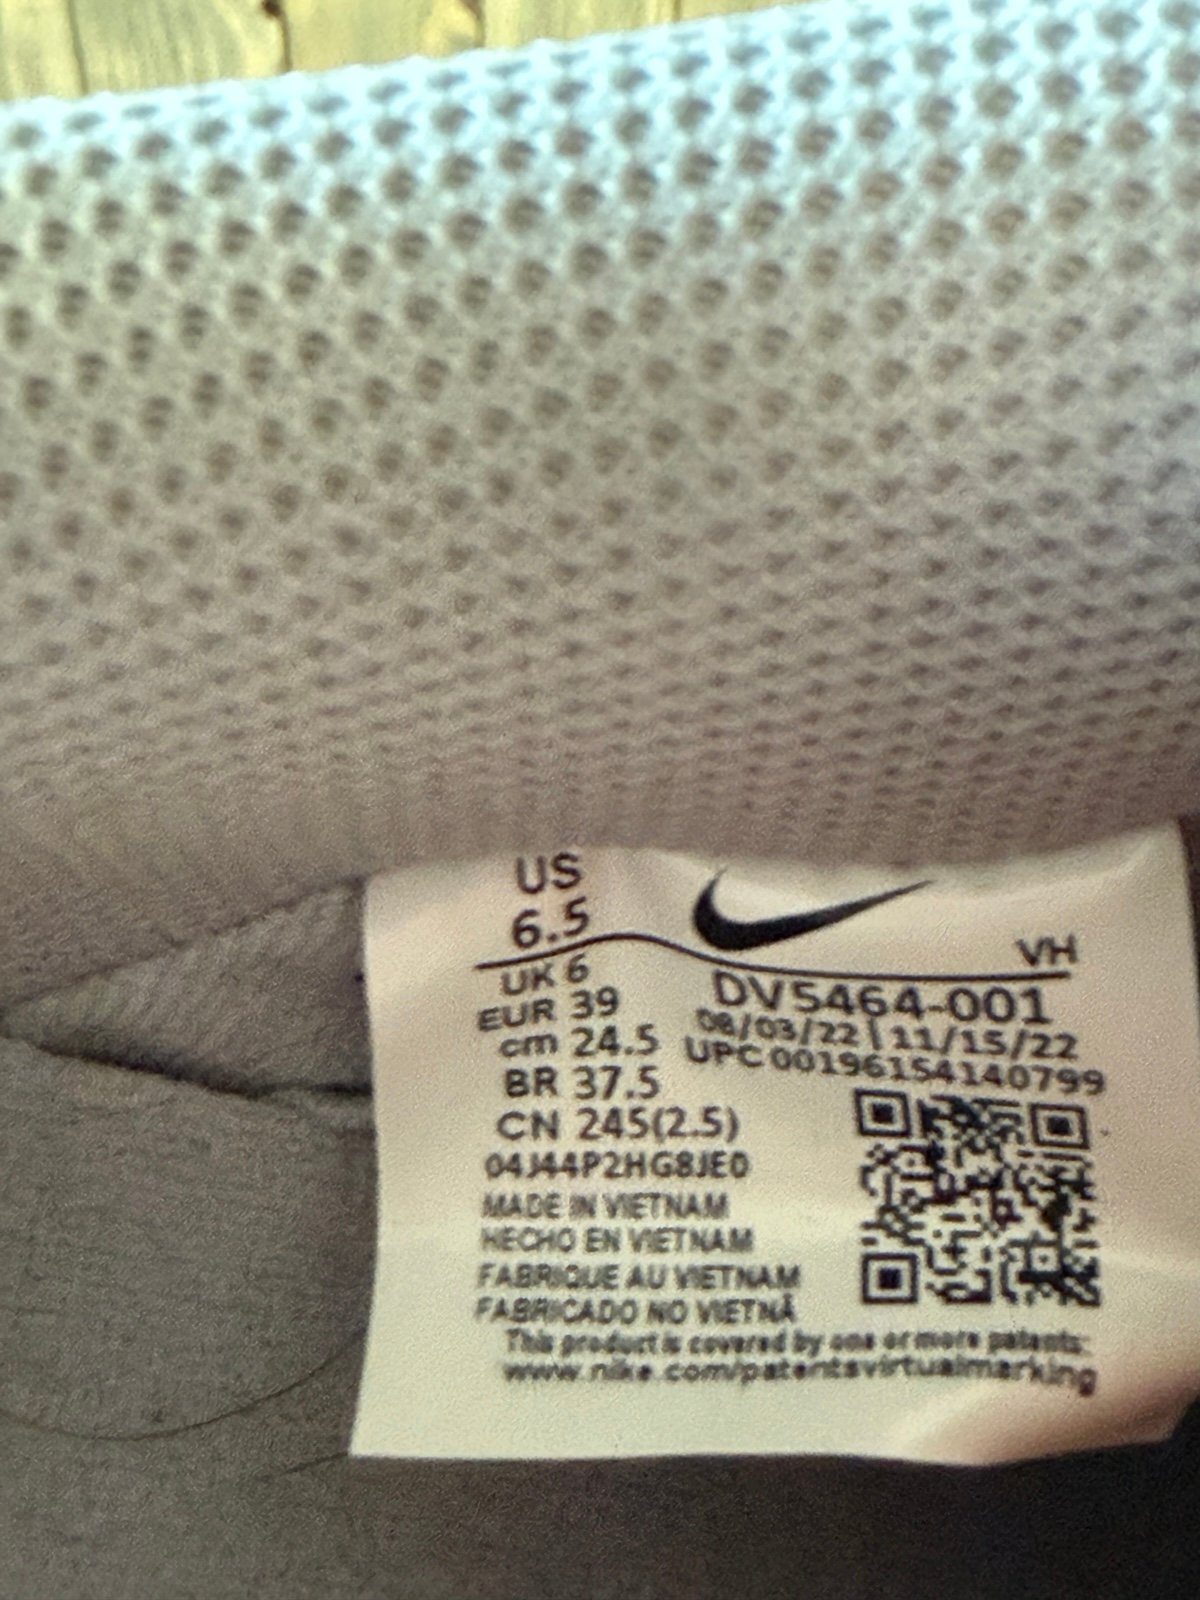 US
6.5
VH
UK 6
EUR 39
cm 24.5
BR 37.5
CN 245(2.5)
DV5464-001
08/03/22 | 11/15/22
UPC 00196154140799
04J44P2HG8JE0
MADE IN VIETNAM
HECHO EN VIETNAM
FABRIQUE AU VIETNAM
FABRICADO NO VIETNÃ
This product is covered by one or more patents:
www.nike.com/patentsvirtualmarking